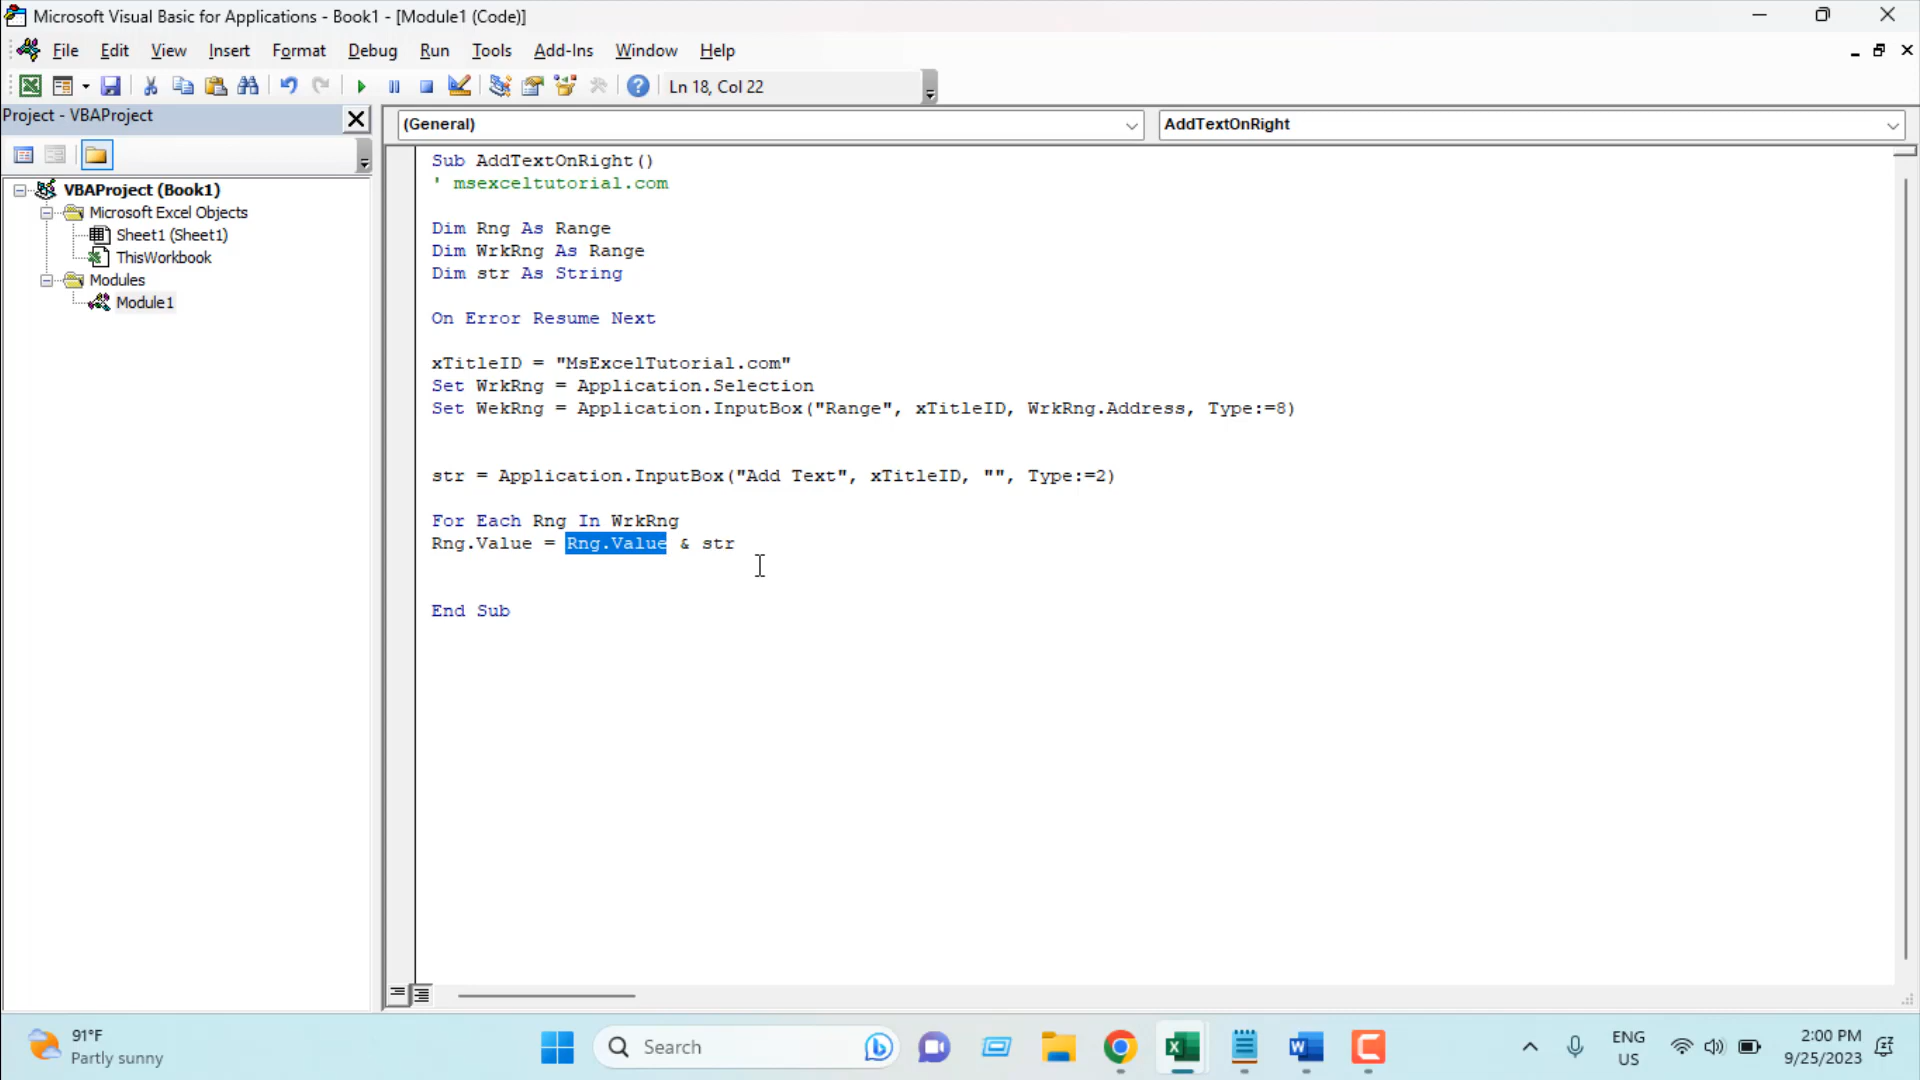 Microsoft Visual Basic for Applications - Book1 - [Module1 (Code)]
File Edit View Insert Format Debug Run Tools Add-Ins Window Help
Ln 18, Col 22
Project - VBAProject
(General) AddTextOnRight
VBAProject (Book1)
Microsoft Excel Objects
Sheet1 (Sheet1)
ThisWorkbook
Modules
Module1
Sub AddTextOnRight()
' msexceltutorial.com
Dim Rng As Range
Dim WrkRng As Range
Dim str As String
On Error Resume Next
xTitleID = "MsExcelTutorial.com"
Set WrkRng = Application.Selection
Set WekRng = Application.InputBox("Range", xTitleID, WrkRng.Address, Type:=8)
str = Application.InputBox("Add Text", xTitleID, "", Type:=2)
For Each Rng In WrkRng
Rng.Value = Rng.Value & str
End Sub
91°F
Partly sunny
Search
ENG
US
2:00 PM
9/25/2023